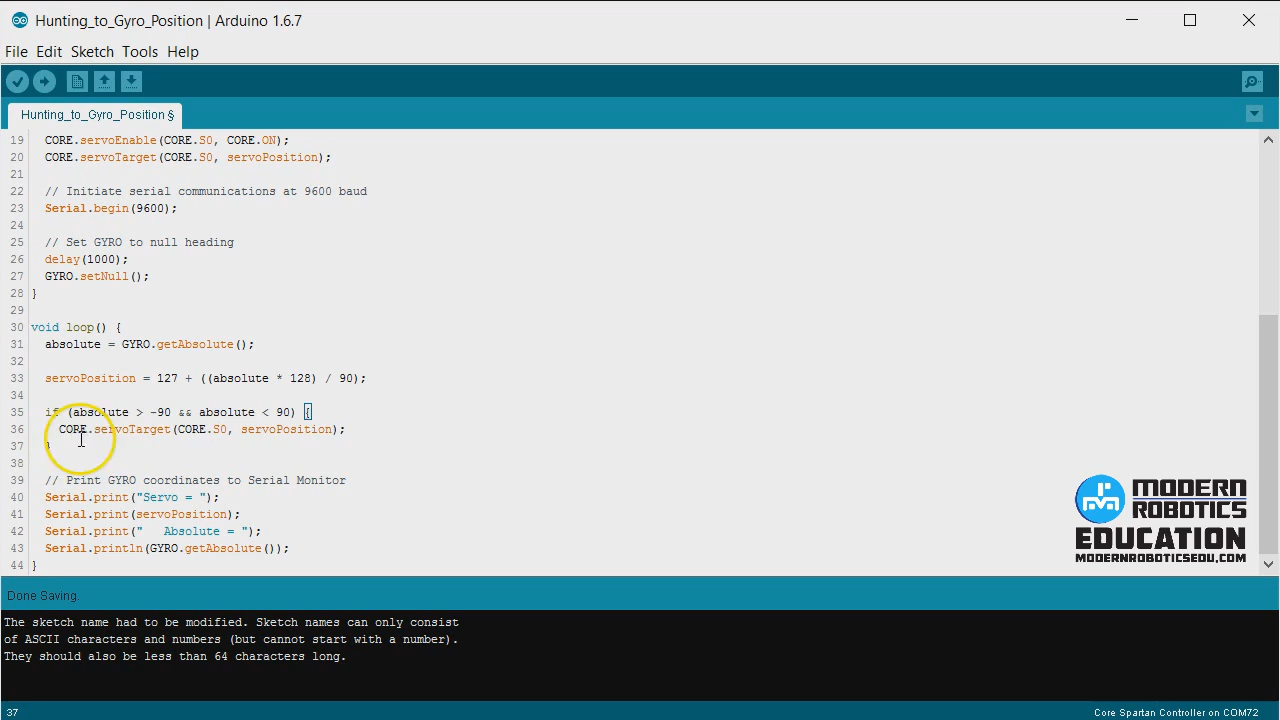 Hunting_to_Gyro_Position | Arduino 1.6.7
File Edit Sketch Tools Help
Hunting_to_Gyro_Position §
19 CORE.servoEnable(CORE.S0, CORE.ON);
20 CORE.servoTarget(CORE.S0, servoPosition);
21
22 // Initiate serial communications at 9600 baud
23 Serial.begin(9600);
24
25 // Set GYRO to null heading
26 delay(1000);
27 GYRO.setNull();
28 }
29
30 void loop() {
31 absolute = GYRO.getAbsolute();
32
33 servoPosition = 127 + ((absolute * 128) / 90);
34
35 if (absolute > -90 && absolute < 90) {
36 CORE.servoTarget(CORE.S0, servoPosition);
37 }
38
39 // Print GYRO coordinates to Serial Monitor
40 Serial.print("Servo = ");
41 Serial.print(servoPosition);
42 Serial.print("   Absolute = ");
43 Serial.println(GYRO.getAbsolute());
44 }
MODERN
ROBOTICS
EDUCATION
MODERNROBOTICSEDU.COM
Done Saving.
The sketch name had to be modified. Sketch names can only consist
of ASCII characters and numbers (but cannot start with a number).
They should also be less than 64 characters long.
37 Core Spartan Controller on COM72